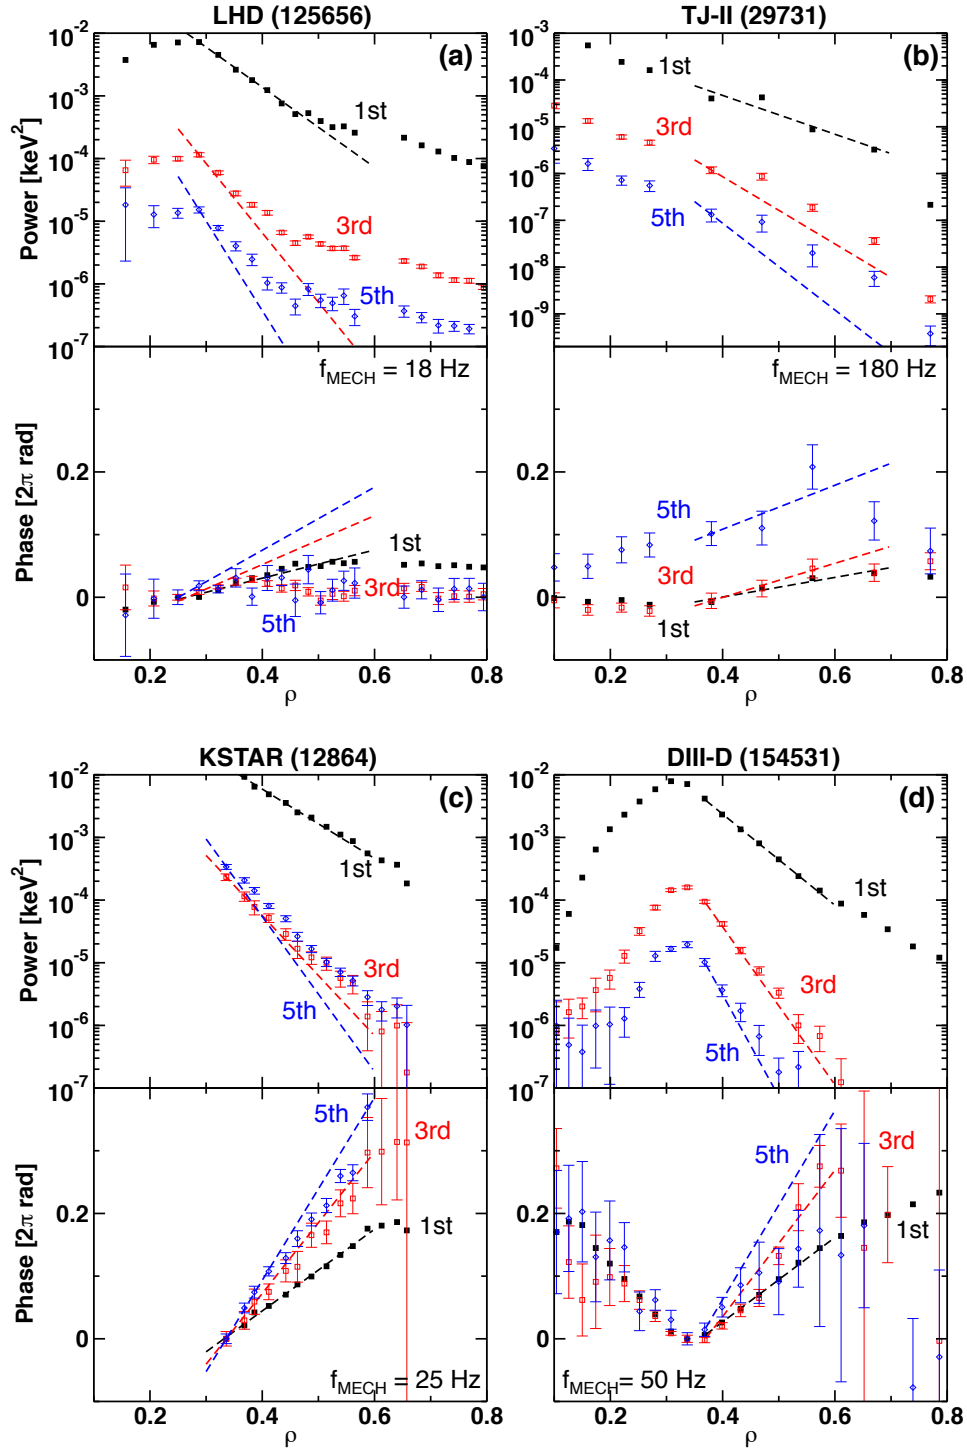 LHD (125656)
TJ-II (29731)
Power [keV²]
10⁻²
10⁻³
10⁻⁴
10⁻⁵
10⁻⁶
10⁻⁷
(a)
1st
3rd
5th
10⁻³
10⁻⁴
10⁻⁵
10⁻⁶
10⁻⁷
10⁻⁸
10⁻⁹
(b)
1st
3rd
5th
Phase [2π rad]
0.2
0
f_MECH = 18 Hz
1st
3rd
5th
0.2 0.4 0.6 0.8
ρ
0.2
0
f_MECH = 180 Hz
5th
3rd
1st
0.2 0.4 0.6 0.8
ρ
KSTAR (12864)
DIII-D (154531)
Power [keV²]
10⁻²
10⁻³
10⁻⁴
10⁻⁵
10⁻⁶
10⁻⁷
(c)
1st
3rd
5th
10⁻²
10⁻³
10⁻⁴
10⁻⁵
10⁻⁶
10⁻⁷
(d)
1st
3rd
5th
Phase [2π rad]
0.2
0
5th
3rd
1st
f_MECH = 25 Hz
0.2 0.4 0.6 0.8
ρ
0.2
0
5th
3rd
1st
f_MECH= 50 Hz
0.2 0.4 0.6 0.8
ρ